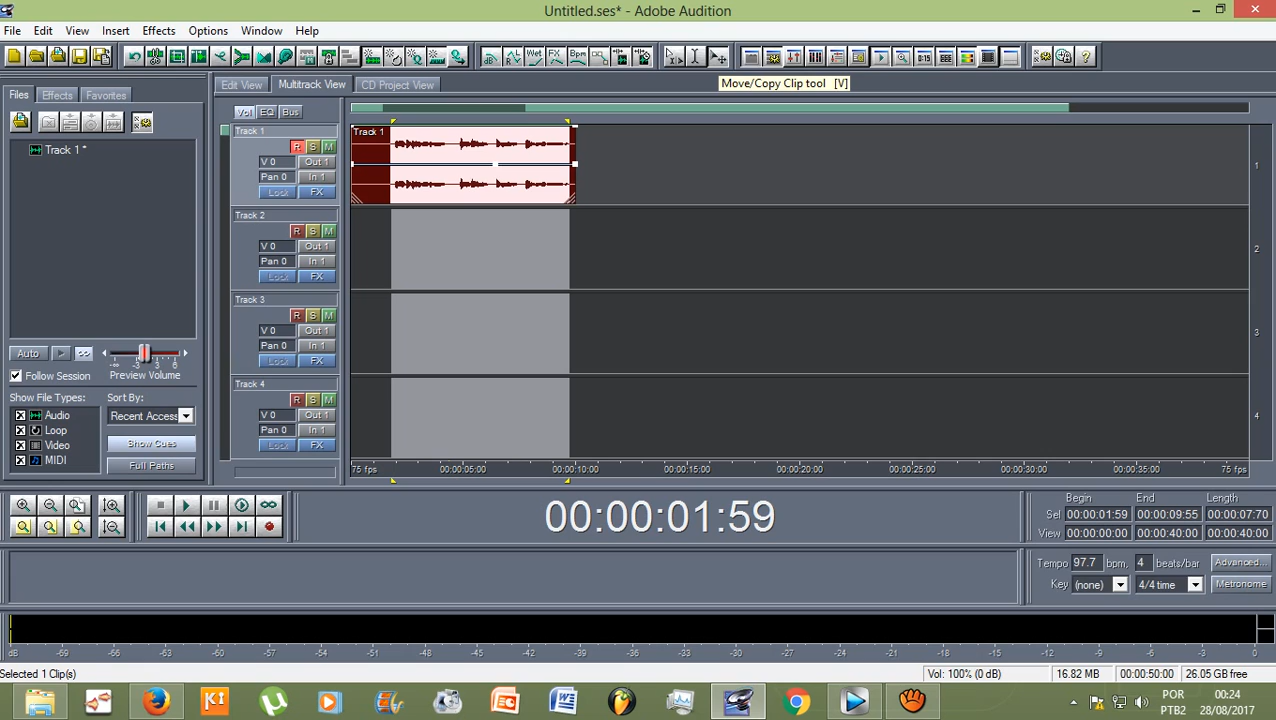 Untitled.ses* - Adobe Audition
File Edit View Insert Effects Options Window Help
Move/Copy Clip tool [V]
Edit View Multitrack View CD Project View
Files Effects Favorites
Track 1 *
Auto
Follow Session
Preview Volume
Show File Types:
Sort By:
Audio
Loop
Video
MIDI
Recent Access
Show Cues
Full Paths
Vol EQ Bus
Track 1
R S M
V 0 Out 1
Pan 0 In 1
Lock FX
Track 1
1
Track 2
R S M
V 0 Out 1
Pan 0 In 1
Lock FX
2
Track 3
R S M
V 0 Out 1
Pan 0 In 1
Lock FX
3
Track 4
R S M
V 0 Out 1
Pan 0 In 1
Lock FX
4
75 fps 00:00:05:00 00:00:10:00 00:00:15:00 00:00:20:00 00:00:25:00 00:00:30:00 00:00:35:00 75 fps
00:00:01:59
Begin End Length
Sel 00:00:01:59 00:00:09:55 00:00:07:70
View 00:00:00:00 00:00:40:00 00:00:40:00
Tempo 97.7 bpm, 4 beats/bar Advanced...
Key (none) 4/4 time Metronome
dB -69 -66 -63 -60 -57 -54 -51 -48 -45 -42 -39 -36 -33 -30 -27 -24 -21 -18 -15 -12 -9 -6 -3 0
Selected 1 Clip(s)
Vol: 100% (0 dB) 16.82 MB 00:00:50:00 26.05 GB free
POR
PTB2
00:24
28/08/2017